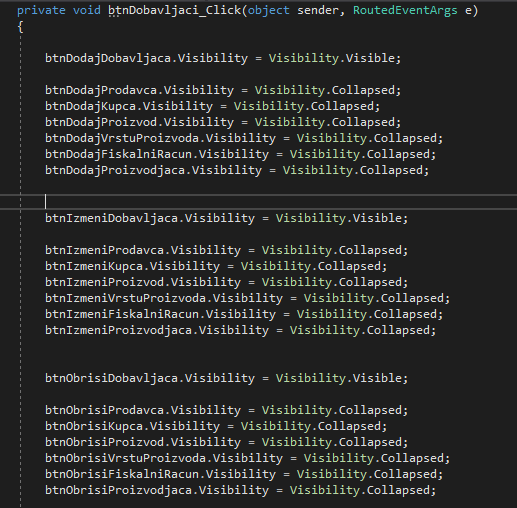 private void btnDobavljaci_Click(object sender, RoutedEventArgs e)
{
btnDodajDobavljaca.Visibility = Visibility.Visible;
btnDodajProdavca.Visibility = Visibility.Collapsed;
btnDodajKupca.Visibility = Visibility.Collapsed;
btnDodajProizvod.Visibility = Visibility.Collapsed;
btnDodajVrstuProizvoda.Visibility = Visibility.Collapsed;
btnDodajFiskalniRacun.Visibility = Visibility.Collapsed;
btnDodajProizvodjaca.Visibility = Visibility.Collapsed;
btnIzmeniDobavljaca.Visibility = Visibility.Visible;
btnIzmeniProdavca.Visibility = Visibility.Collapsed;
btnIzmeniKupca.Visibility = Visibility.Collapsed;
btnIzmeniProizvod.Visibility = Visibility.Collapsed;
btnIzmeniVrstuProizvoda.Visibility = Visibility.Collapsed;
btnIzmeniFiskalniRacun.Visibility = Visibility.Collapsed;
btnIzmeniProizvodjaca.Visibility = Visibility.Collapsed;
btnObrisiDobavljaca.Visibility = Visibility.Visible;
btnObrisiProdavca.Visibility = Visibility.Collapsed;
btnObrisiKupca.Visibility = Visibility.Collapsed;
btnObrisiProizvod.Visibility = Visibility.Collapsed;
btnObrisiVrstuProizvoda.Visibility = Visibility.Collapsed;
btnObrisiFiskalniRacun.Visibility = Visibility.Collapsed;
btnObrisiProizvodjaca.Visibility = Visibility.Collapsed;